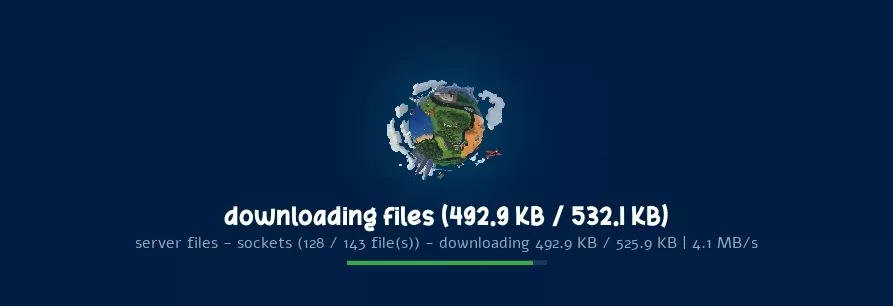 downloading files (492.9 KB / 532.1 KB)
server files - sockets (128 / 143 file(s)) - downloading 492.9 KB / 525.9 KB | 4.1 MB/s